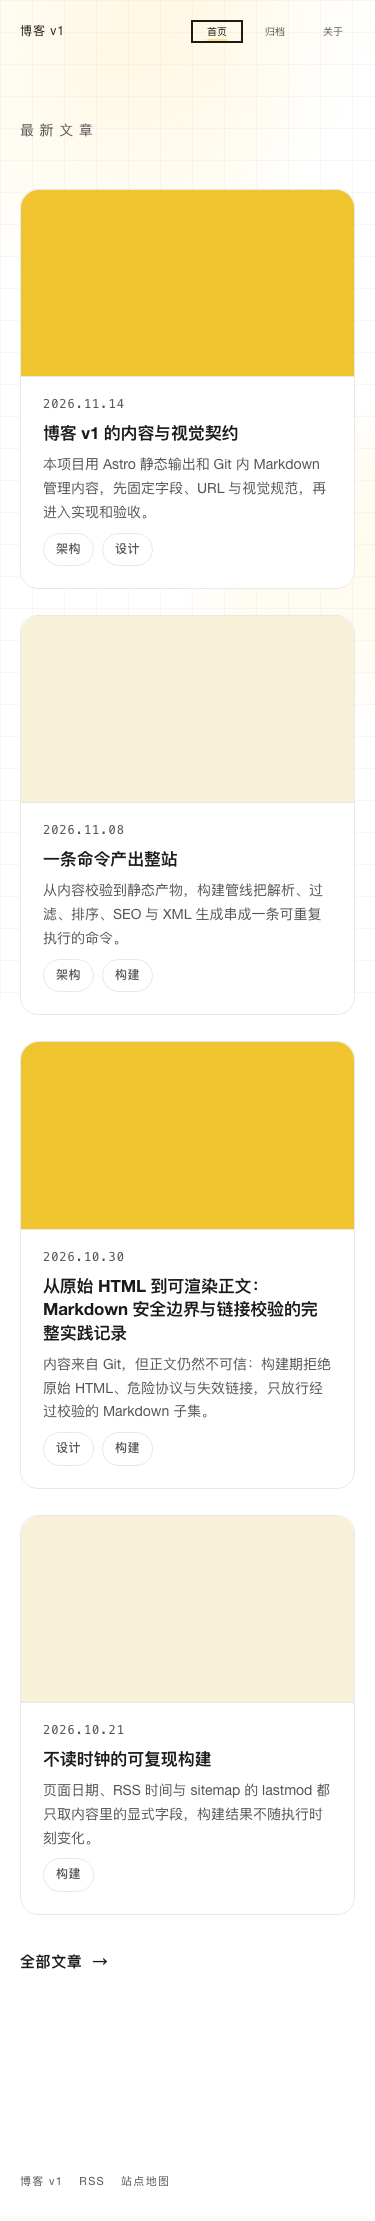 博客 v1
首页
归档
关于
最新文章
2026.11.14
博客 v1 的内容与视觉契约
本项目用 Astro 静态输出和 Git 内 Markdown
管理内容，先固定字段、URL 与视觉规范，再
进入实现和验收。
架构
设计
2026.11.08
一条命令产出整站
从内容校验到静态产物，构建管线把解析、过
滤、排序、SEO 与 XML 生成串成一条可重复
执行的命令。
架构
构建
2026.10.30
从原始 HTML 到可渲染正文：
Markdown 安全边界与链接校验的完
整实践记录
内容来自 Git，但正文仍然不可信：构建期拒绝
原始 HTML、危险协议与失效链接，只放行经
过校验的 Markdown 子集。
设计
构建
2026.10.21
不读时钟的可复现构建
页面日期、RSS 时间与 sitemap 的 lastmod 都
只取内容里的显式字段，构建结果不随执行时
刻变化。
构建
全部文章 →
博客 v1
RSS
站点地图